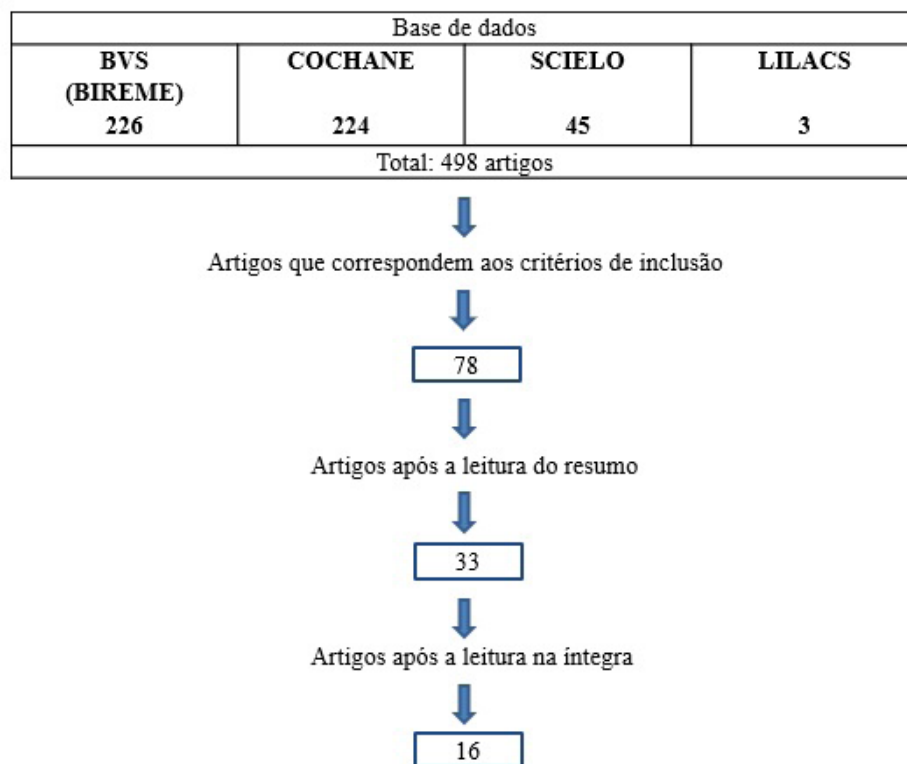 Base de dados
BVS COCHANE SCIELO LILACS
(BIREME)
226 224 45 3
Total: 498 artigos
Artigos que correspondem aos critérios de inclusão
78
Artigos após a leitura do resumo
33
Artigos após a leitura na íntegra
16